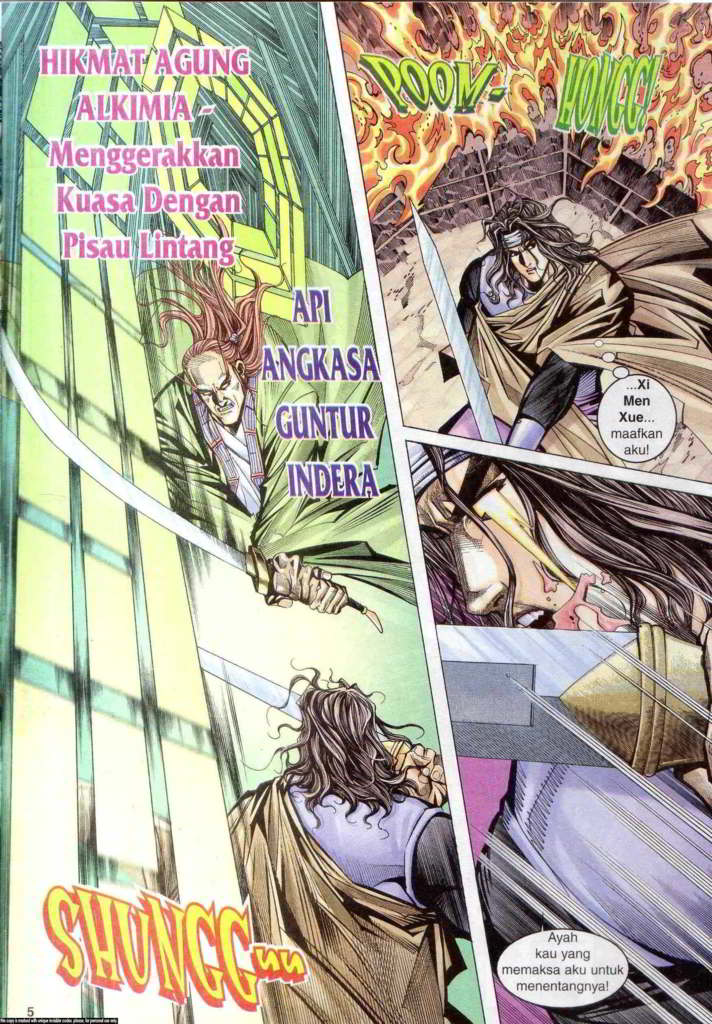 HIKMAT AGUNG
ALKIMIA -
Menggerakkan
Kuasa Dengan
Pisau Lintang
API
ANGKASA
GUNTUR
INDERA
POOM-
HONGG!
...Xi
Men
Xue...
maafkan
aku!
Ayah
kau yang
memaksa aku untuk
menentangnya!
SHUNGGuu
5